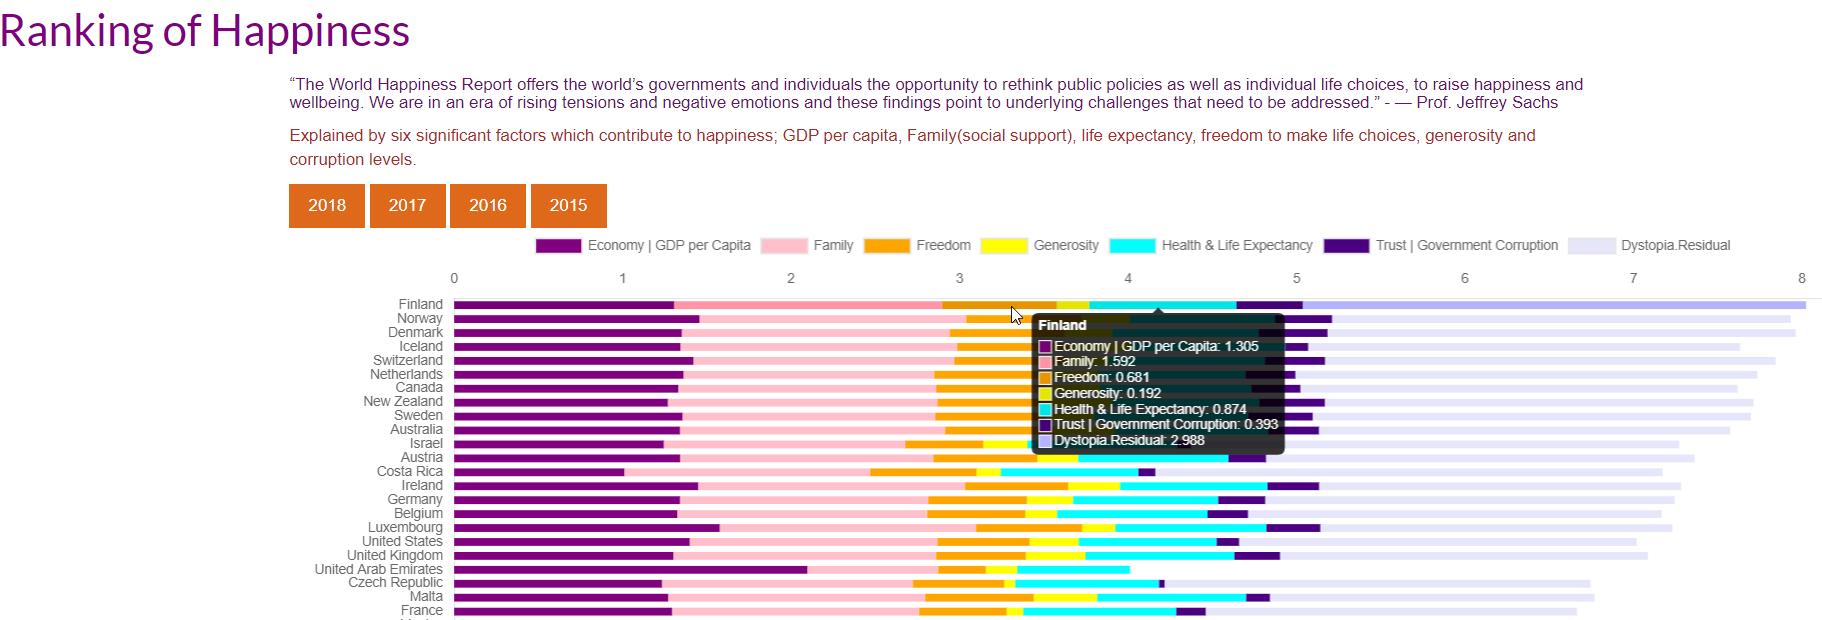 Ranking of Happiness
“The World Happiness Report offers the world’s governments and individuals the opportunity to rethink public policies as well as individual life choices, to raise happiness and
wellbeing. We are in an era of rising tensions and negative emotions and these findings point to underlying challenges that need to be addressed.” - — Prof. Jeffrey Sachs
Explained by six significant factors which contribute to happiness; GDP per capita, Family(social support), life expectancy, freedom to make life choices, generosity and
corruption levels.
2018 2017 2016 2015
Economy | GDP per Capita Family Freedom Generosity Health & Life Expectancy Trust | Government Corruption Dystopia.Residual
0 1 2 3 4 5 6 7 8
Finland
Norway
Denmark
Iceland
Switzerland
Netherlands
Canada
New Zealand
Sweden
Australia
Israel
Austria
Costa Rica
Ireland
Germany
Belgium
Luxembourg
United States
United Kingdom
United Arab Emirates
Czech Republic
Malta
France
Finland
Economy | GDP per Capita: 1.305
Family: 1.592
Freedom: 0.681
Generosity: 0.192
Health & Life Expectancy: 0.874
Trust | Government Corruption: 0.393
Dystopia.Residual: 2.988